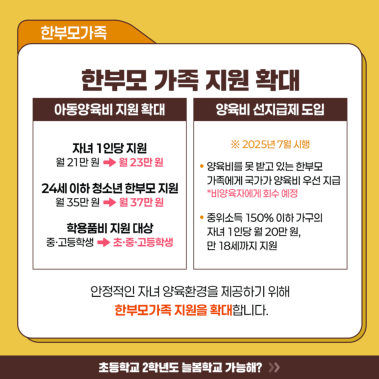 한부모가족
한부모 가족 지원 확대
아동양육비 지원 확대
자녀 1인당 지원
월 21만 원 ➡ 월 23만 원
24세 이하 청소년 한부모 지원
월 35만 원 ➡ 월 37만 원
학용품비 지원 대상
중·고등학생 ➡ 초·중·고등학생
양육비 선지급제 도입
※ 2025년 7월 시행
• 양육비를 못 받고 있는 한부모
가족에게 국가가 양육비 우선 지급
*비양육자에게 회수 예정
• 중위소득 150% 이하 가구의
자녀 1인당 월 20만 원,
만 18세까지 지원
안정적인 자녀 양육환경을 제공하기 위해
한부모가족 지원을 확대합니다.
초등학교 2학년도 늘봄학교 가능해? »